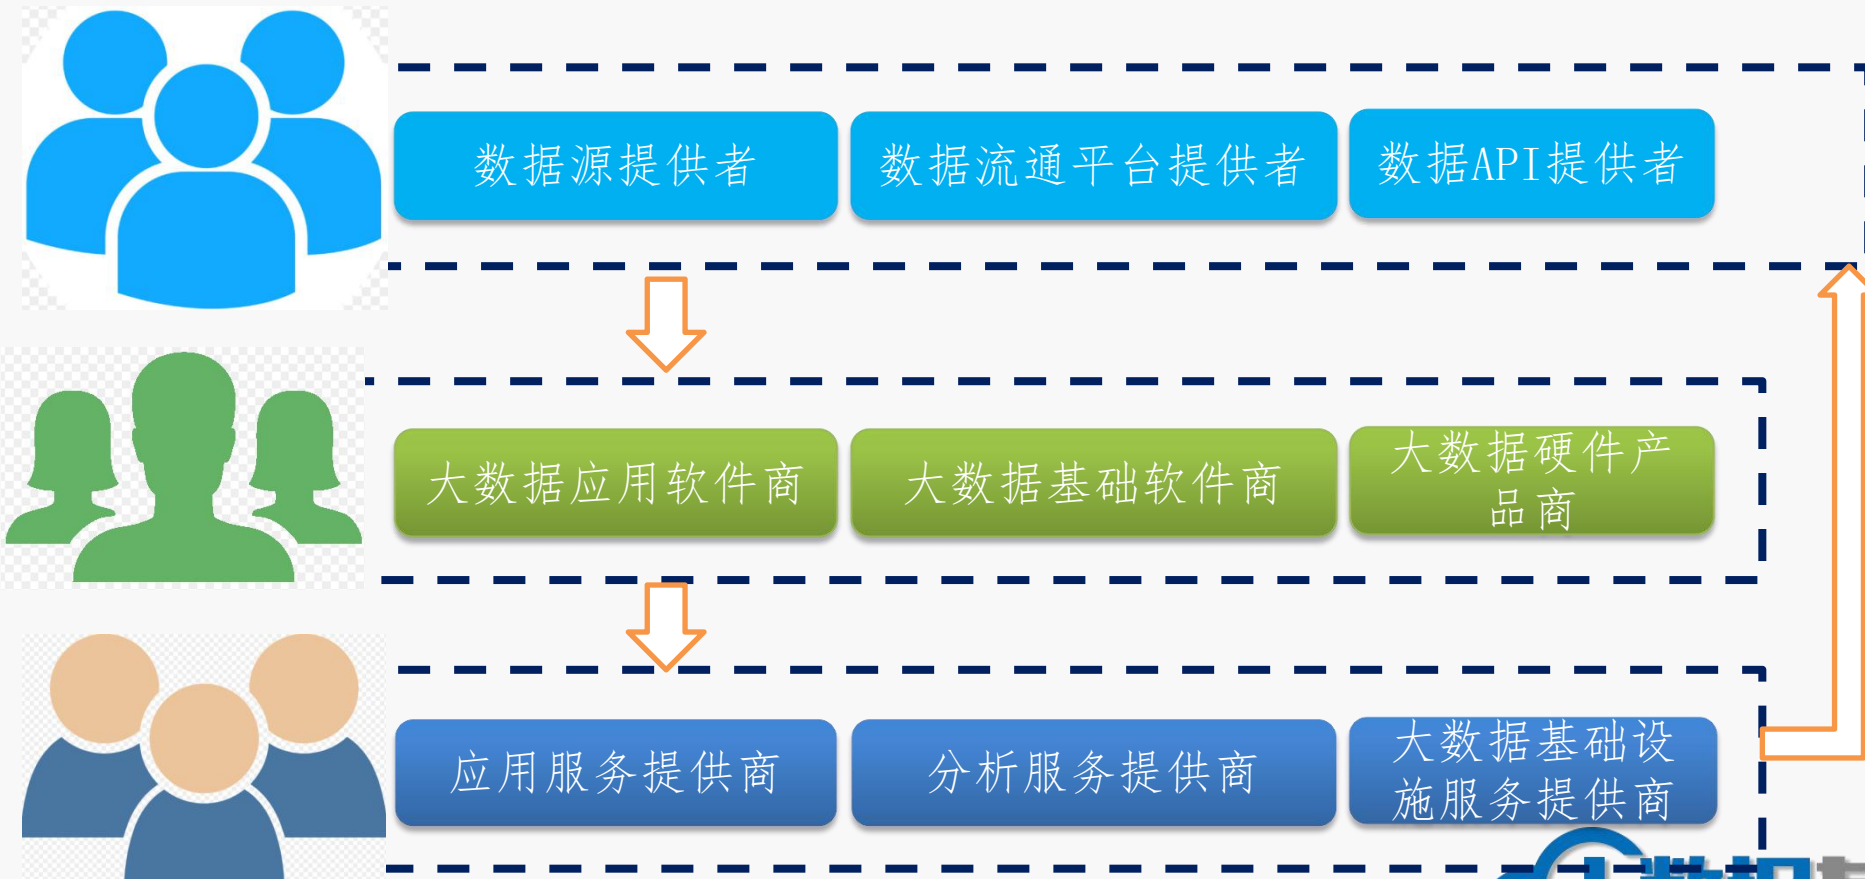 数据源提供者
数据流通平台提供者
数据API提供者
大数据应用软件商
大数据基础软件商
大数据硬件产
品商
应用服务提供商
分析服务提供商
大数据基础设
施服务提供商